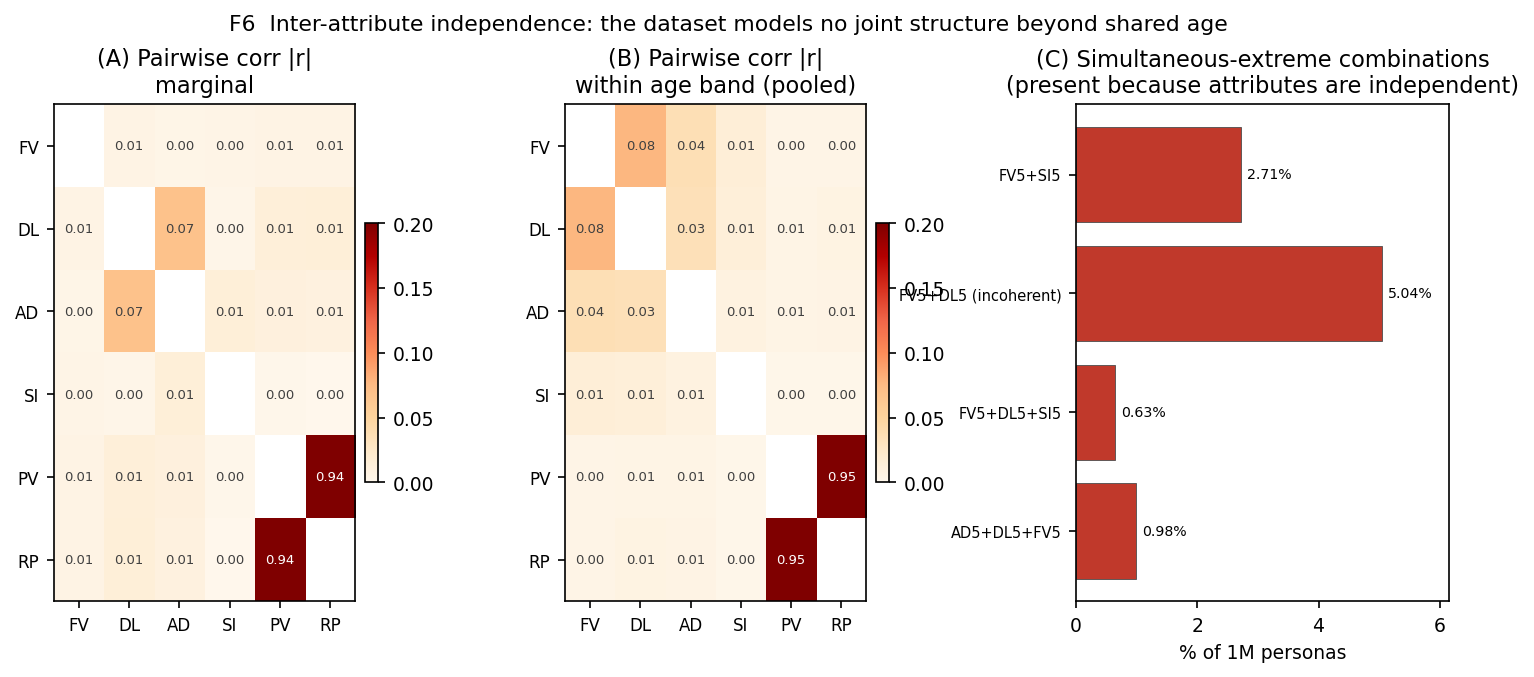 F6  Inter-attribute independence: the dataset models no joint structure beyond shared age
(A) Pairwise corr |r|
marginal
FV 0.01 0.00 0.00 0.01 0.01
DL 0.01 0.07 0.00 0.01 0.01
AD 0.00 0.07 0.01 0.01 0.01
SI 0.00 0.00 0.01 0.00 0.00
PV 0.01 0.01 0.01 0.00 0.94
RP 0.01 0.01 0.01 0.00 0.94
FV DL AD SI PV RP
0.20
0.15
0.10
0.05
0.00
(B) Pairwise corr |r|
within age band (pooled)
FV 0.08 0.04 0.01 0.00 0.00
DL 0.08 0.03 0.01 0.01 0.01
AD 0.04 0.03 0.01 0.01 0.01
SI 0.01 0.01 0.01 0.00 0.00
PV 0.00 0.01 0.01 0.00 0.95
RP 0.00 0.01 0.01 0.00 0.95
FV DL AD SI PV RP
0.20
0.15
0.10
0.05
0.00
(C) Simultaneous-extreme combinations
(present because attributes are independent)
FV5+SI5 2.71%
FV5+DL5 (incoherent) 5.04%
FV5+DL5+SI5 0.63%
AD5+DL5+FV5 0.98%
0 2 4 6
% of 1M personas